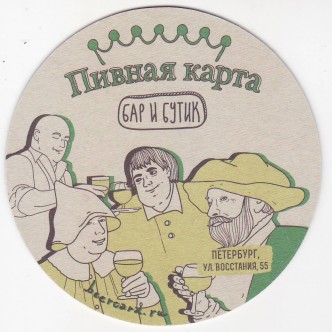 Пивная карта
БАР И БУТИК
ПЕТЕРБУРГ,
УЛ. ВОССТАНИЯ, 55
beercard.ru